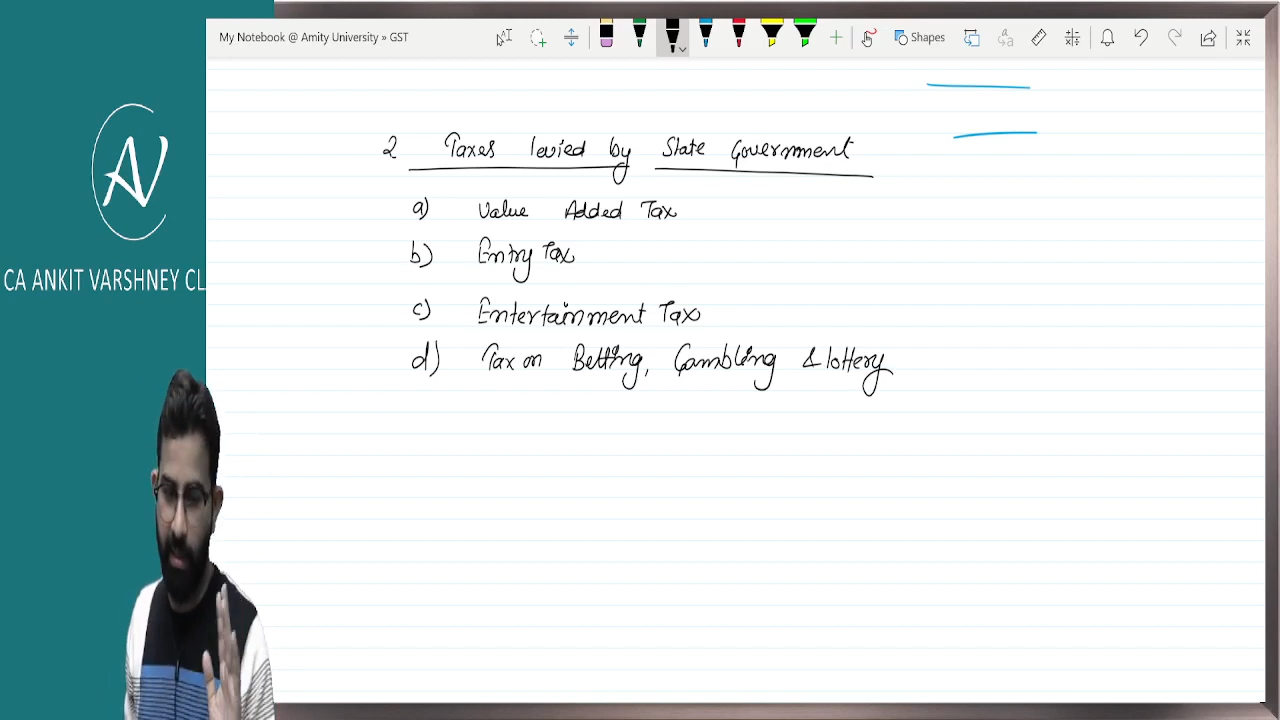 My Notebook @ Amity University » GST
Shapes
AV
CA ANKIT VARSHNEY CL
2 Taxes levied by State Government
a) Value Added Tax
b) Entry Tax
c) Entertainment Tax
d) Tax on Betting, Gambling & lottery